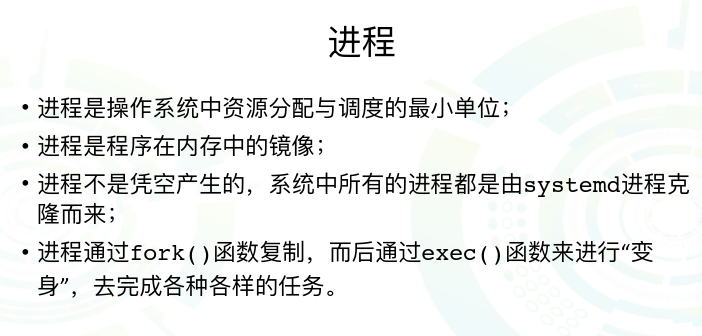 进程
• 进程是操作系统中资源分配与调度的最小单位；
• 进程是程序在内存中的镜像；
• 进程不是凭空产生的，系统中所有的进程都是由systemd进程克
隆而来；
• 进程通过fork()函数复制，而后通过exec()函数来进行“变
身”，去完成各种各样的任务。